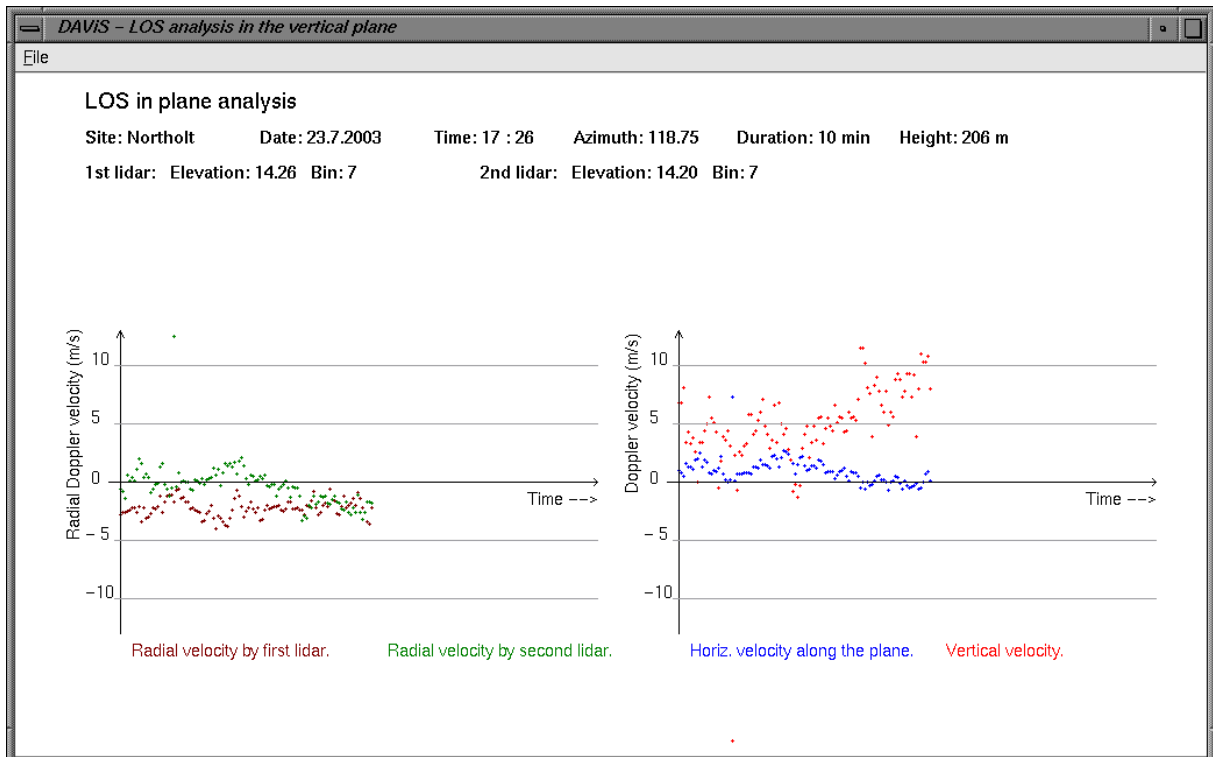 DAViS – LOS analysis in the vertical plane
File
LOS in plane analysis
Site: Northolt Date: 23.7.2003 Time: 17 : 26 Azimuth: 118.75 Duration: 10 min Height: 206 m
1st lidar: Elevation: 14.26 Bin: 7 2nd lidar: Elevation: 14.20 Bin: 7
Radial Doppler velocity (m/s)
10
5
0
– 5
–10
Time -->
Radial velocity by first lidar. Radial velocity by second lidar.
Doppler velocity (m/s)
10
5
0
– 5
–10
Time -->
Horiz. velocity along the plane. Vertical velocity.